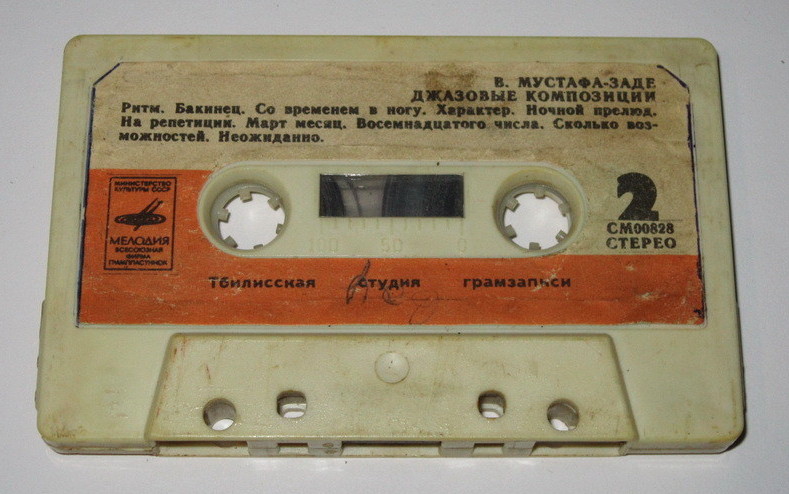 В. МУСТАФА-ЗАДЕ
ДЖАЗОВЫЕ КОМПОЗИЦИИ
Ритм. Бакинец. Со временем в ногу. Характер. Ночной прелюд.
На репетиции. Март месяц. Восемнадцатого числа. Сколько воз-
можностей. Неожиданно.
МИНИСТЕРСТВО
КУЛЬТУРЫ СССР
МЕЛОДИЯ
ВСЕСОЮЗНАЯ
ФИРМА
ГРАМПЛАСТИНОК
100 50 0
2
СМ00828
СТЕРЕО
Тбилисская студия грамзаписи